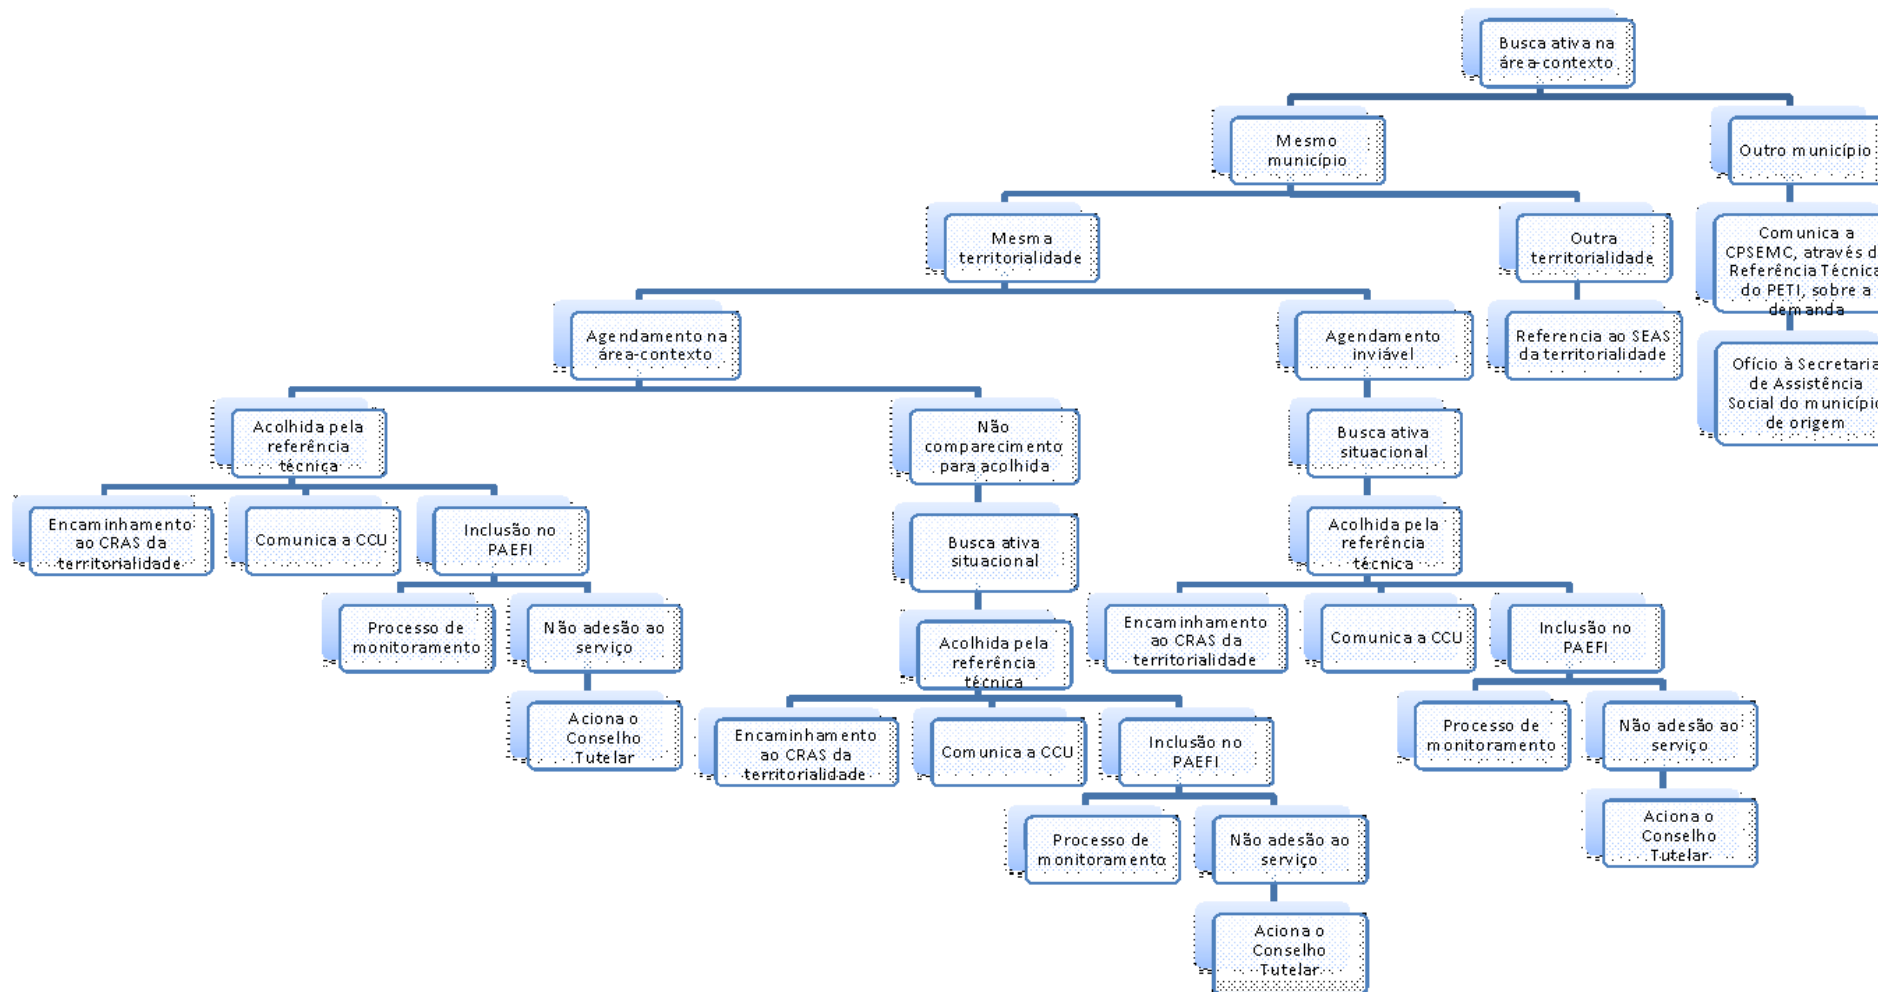 Busca ativa na
área-contexto
Mesmo
município
Outro município
Mesma
territorialidade
Outra
territorialidade
Comunica a
CPSEMC, através d
Referência Técnica
do PETI, sobre a
demanda
Agendamento na
área-contexto
Agendamento
inviável
Referencia ao SEAS
da territorialidade
Ofício à Secretaria
de Assistência
Social do município
de origem
Acolhida pela
referência
técnica
Não
comparecimento
para acolhida
Busca ativa
situacional
Encaminhamento
ao CRAS da
territorialidade
Comunica a CCU
Inclusão no
PAEFI
Busca ativa
situacional
Acolhida pela
referência
técnica
Processo de
monitoramento
Não adesão ao
serviço
Acolhida pela
referência
técnica
Encaminhamento
ao CRAS da
territorialidade
Comunica a CCU
Inclusão no
PAEFI
Aciona o
Conselho
Tutelar
Encaminhamento
ao CRAS da
territorialidade
Comunica a CCU
Inclusão no
PAEFI
Processo de
monitoramento
Não adesão ao
serviço
Processo de
monitoramento
Não adesão ao
serviço
Aciona o
Conselho
Tutelar
Aciona o
Conselho
Tutelar